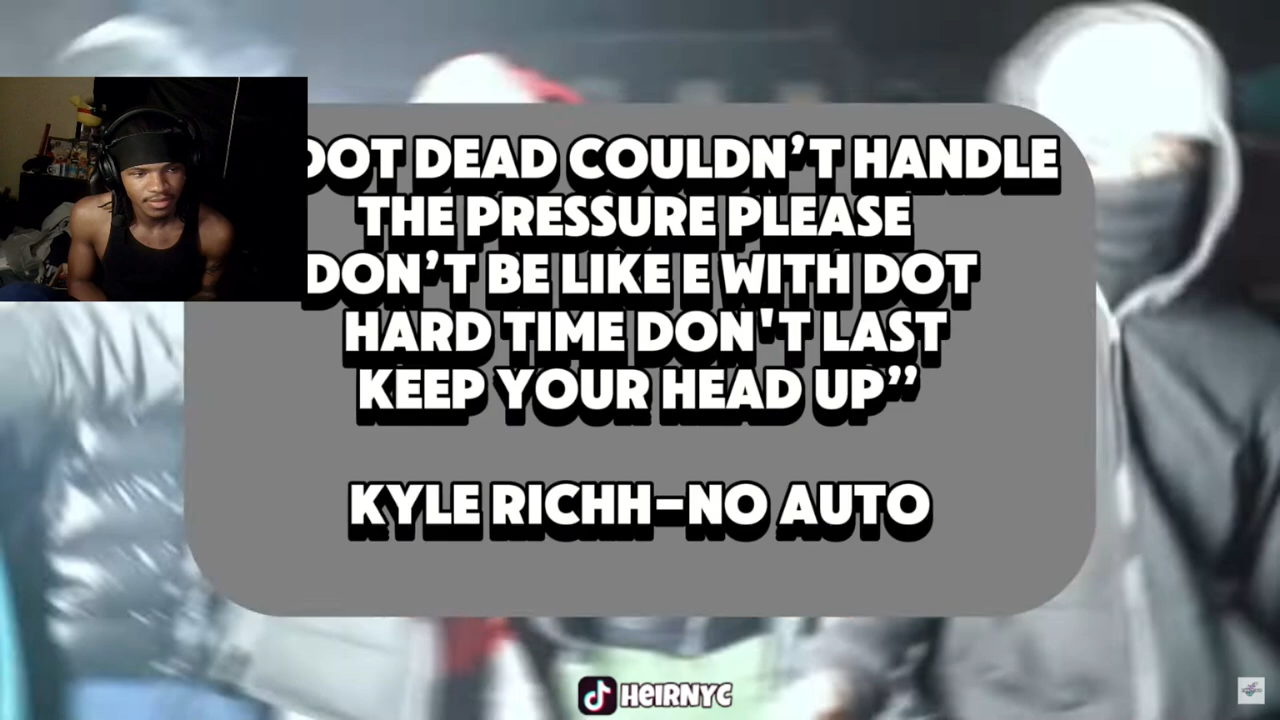 DOT DEAD COULDN’T HANDLE
THE PRESSURE PLEASE
DON’T BE LIKE E WITH DOT
HARD TIME DON'T LAST
KEEP YOUR HEAD UP”
KYLE RICHH-NO AUTO
HEIRNYC